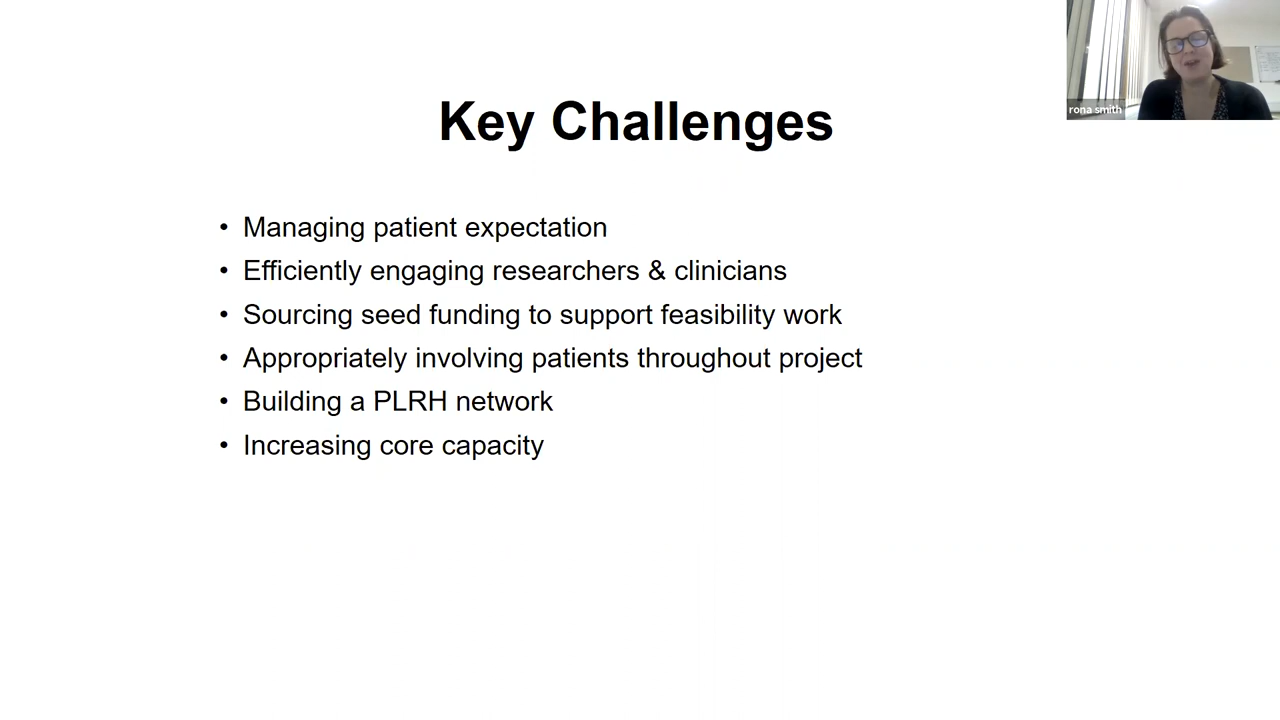 Key Challenges
• Managing patient expectation
• Efficiently engaging researchers & clinicians
• Sourcing seed funding to support feasibility work
• Appropriately involving patients throughout project
• Building a PLRH network
• Increasing core capacity
rona smith